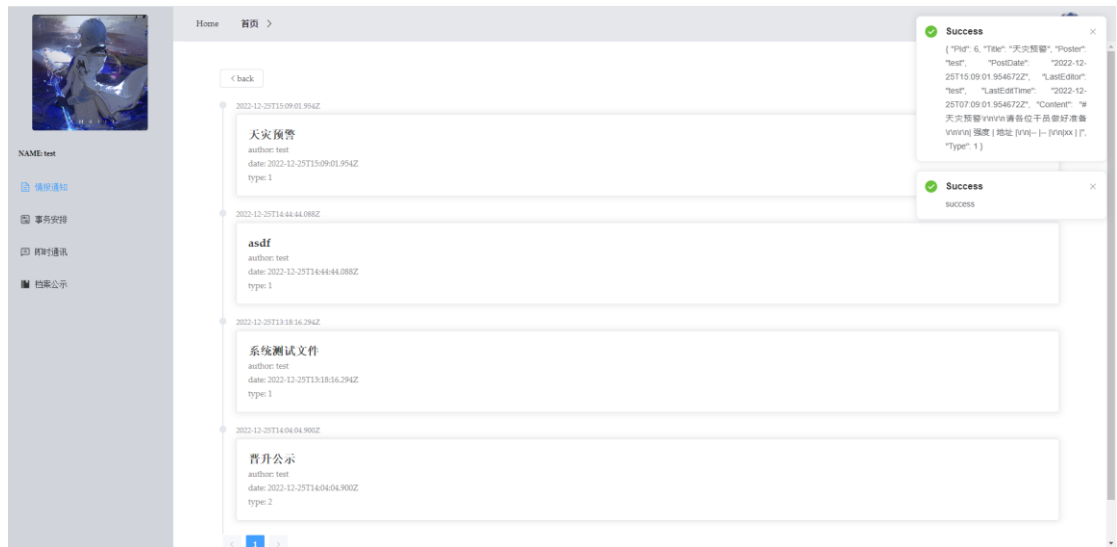 Home 首页 >
NAME: test
情报通知
事务安排
即时通讯
档案公示
< back
2022-12-25T15:09:01.954Z
天灾预警
author: test
date: 2022-12-25T15:09:01.954Z
type: 1
2022-12-25T14:44:44.088Z
asdf
author: test
date: 2022-12-25T14:44:44.088Z
type: 1
2022-12-25T13:18:16.294Z
系统测试文件
author: test
date: 2022-12-25T13:18:16.294Z
type: 1
2022-12-25T14:04:04.900Z
晋升公示
author: test
date: 2022-12-25T14:04:04.900Z
type: 2
< 1 >
Success
{ "PId": 6, "Title": "天灾预警", "Poster":
"test", "PostDate": "2022-12-
25T15:09:01.954672Z", "LastEditor":
"test", "LastEditTime": "2022-12-
25T07:09:01.954672Z", "Content": "#
天灾预警\r\n\r\n请各位干员做好准备
\r\n\r\n| 强度 | 地址 |\r\n|-- |-- |\r\n|xx | |",
"Type": 1 }
Success
success